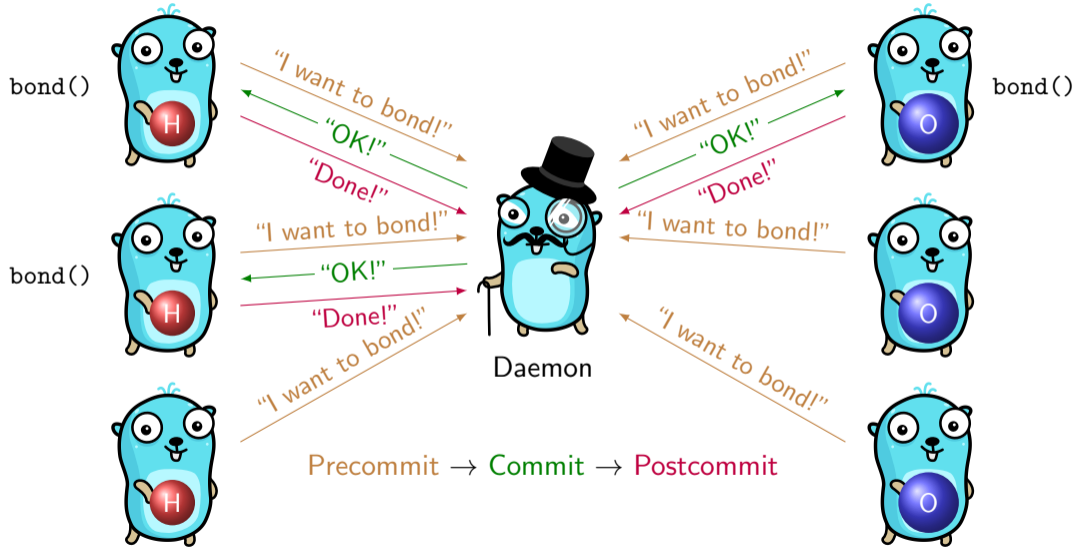 “I want to bond!”
“OK!”
“Done!”
bond()
H
“I want to bond!”
“OK!”
“Done!”
bond()
O
“I want to bond!”
“OK!”
“Done!”
bond()
H
“I want to bond!”
O
“I want to bond!”
H
“I want to bond!”
O
Daemon
Precommit → Commit → Postcommit